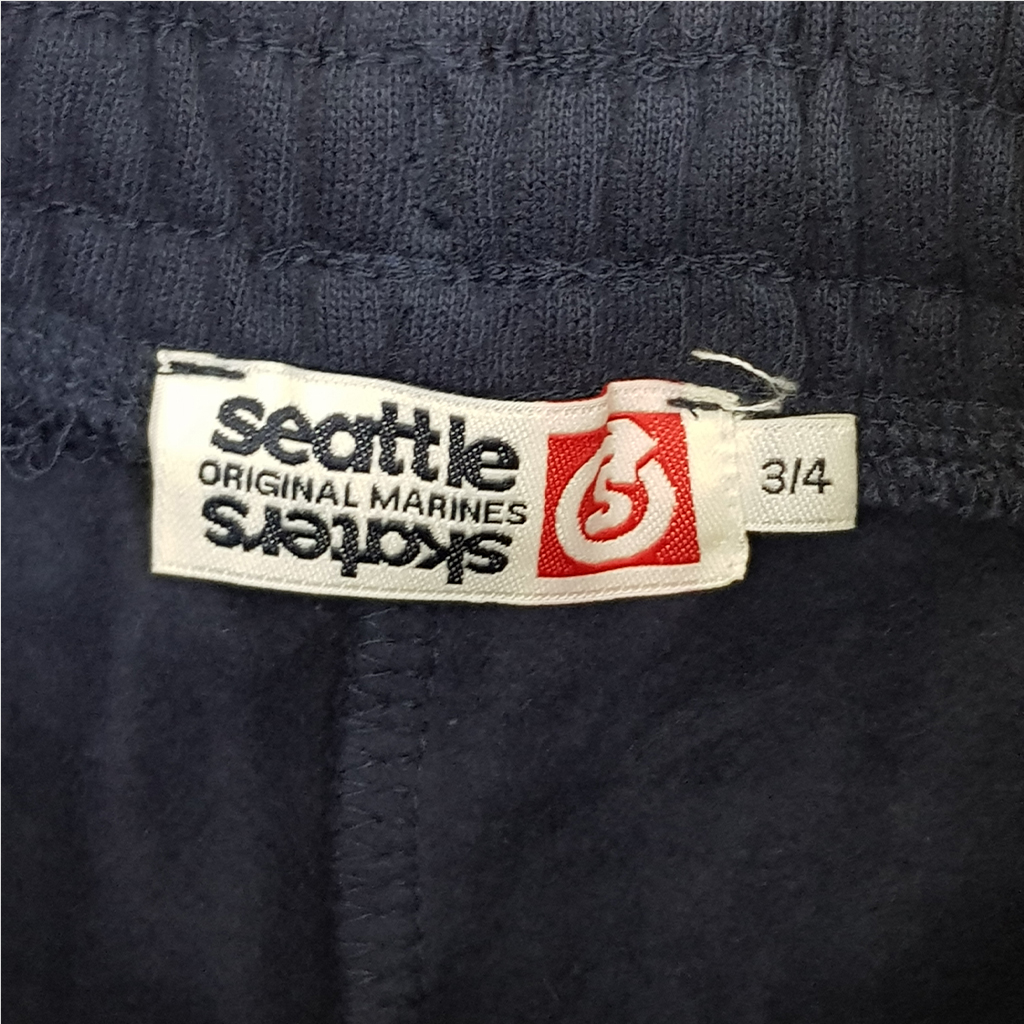 seattle
ORIGINAL MARINES
skaters
S
3/4